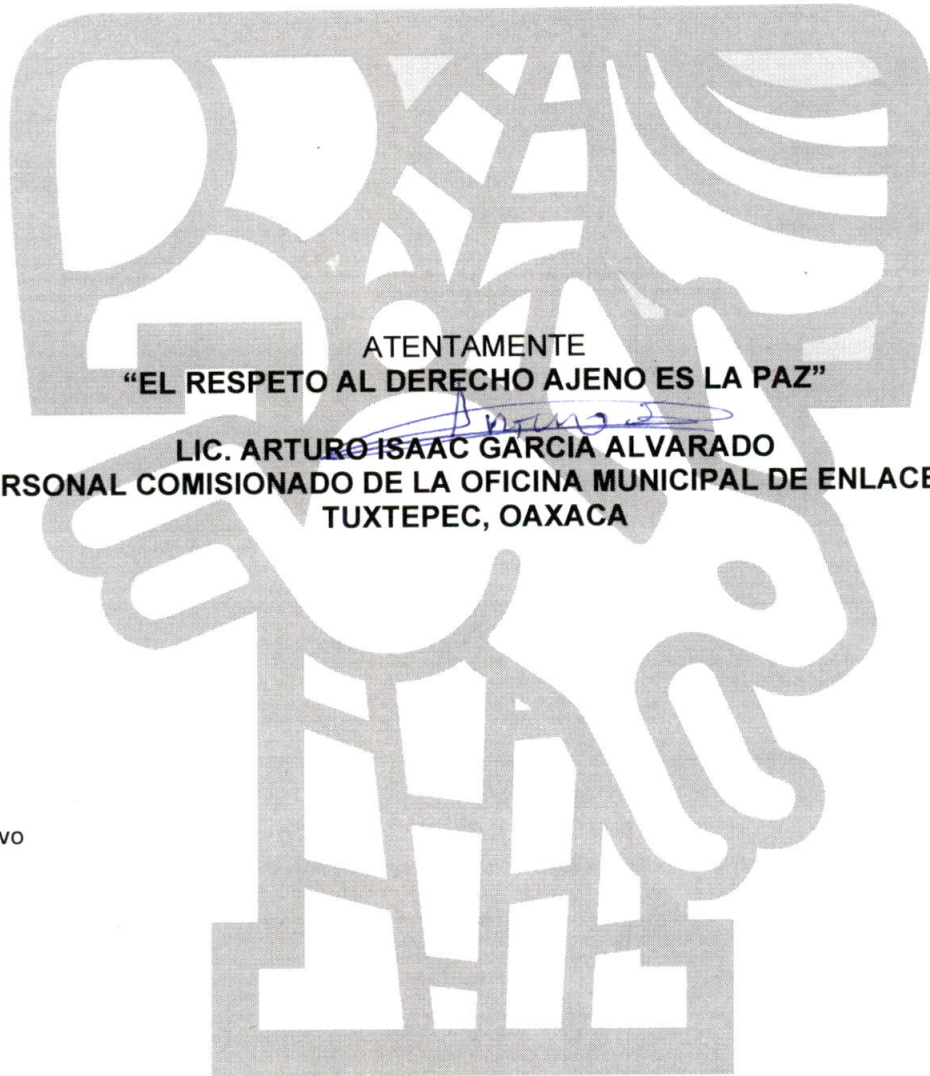 ATENTAMENTE
“EL RESPETO AL DERECHO AJENO ES LA PAZ”
LIC. ARTURO ISAAC GARCIA ALVARADO
RSONAL COMISIONADO DE LA OFICINA MUNICIPAL DE ENLACE
TUXTEPEC, OAXACA
vo